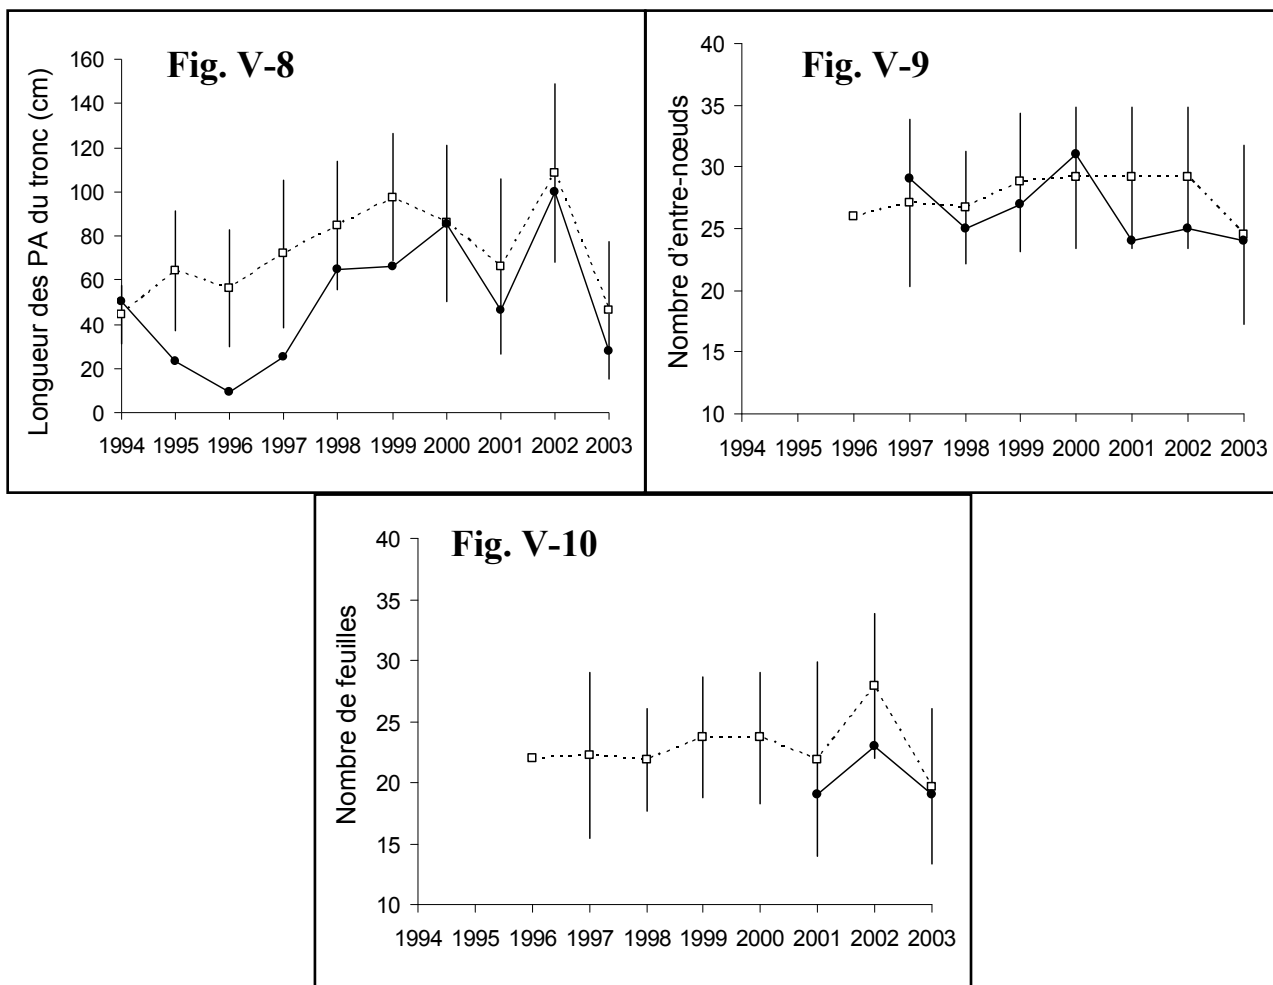 Fig. V-8
Longueur des PA du tronc (cm)
160
140
120
100
80
60
40
20
0
1994 1995 1996 1997 1998 1999 2000 2001 2002 2003
Fig. V-9
Nombre d'entre-nœuds
40
35
30
25
20
15
10
1994 1995 1996 1997 1998 1999 2000 2001 2002 2003
Fig. V-10
Nombre de feuilles
40
35
30
25
20
15
10
1994 1995 1996 1997 1998 1999 2000 2001 2002 2003